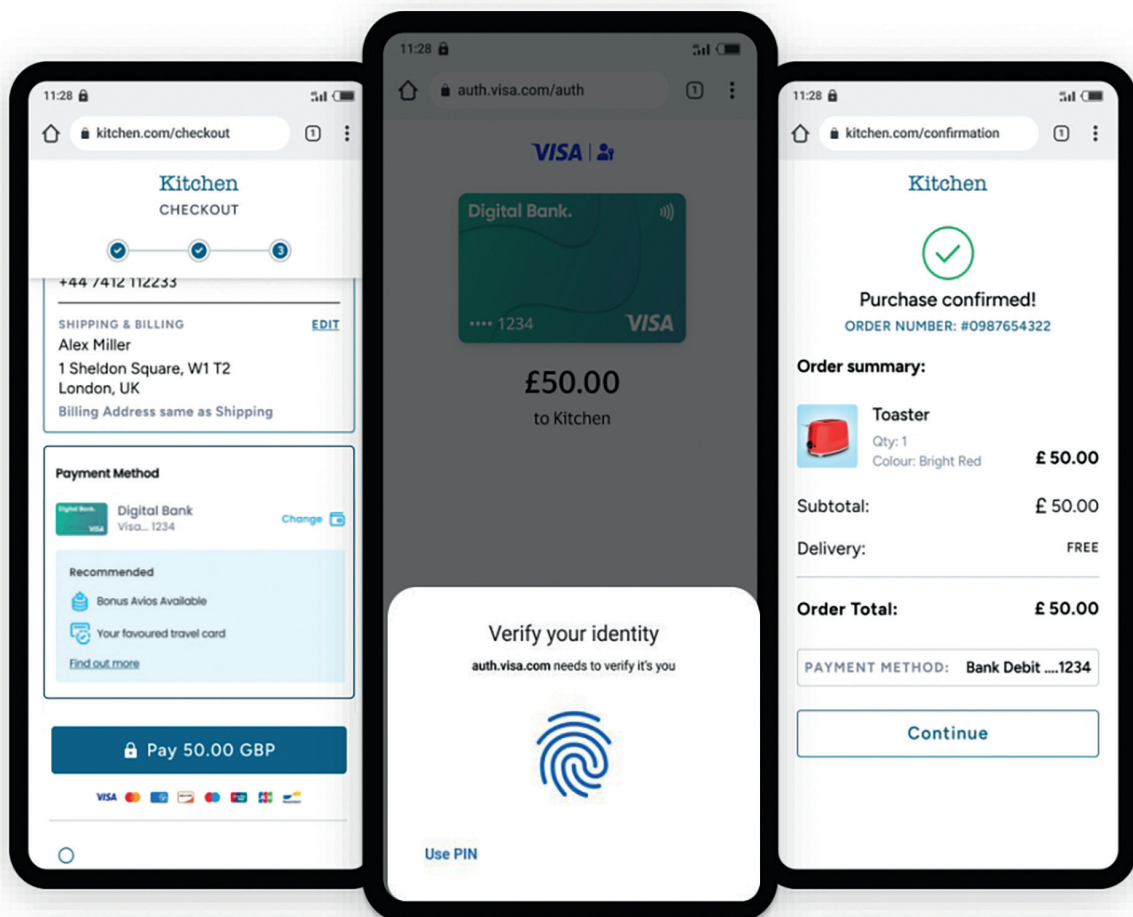 11:28
kitchen.com/checkout
1
Kitchen
CHECKOUT
3
+44 7412 112233
SHIPPING & BILLING
EDIT
Alex Miller
1 Sheldon Square, W1 T2
London, UK
Billing Address same as Shipping
Payment Method
Digital Bank.
VISA
Digital Bank
Visa... 1234
Change
Recommended
Bonus Avios Available
Your favoured travel card
Find out more
Pay 50.00 GBP
VISA
11:28
auth.visa.com/auth
1
VISA
Digital Bank.
•••• 1234
VISA
£50.00
to Kitchen
Verify your identity
auth.visa.com needs to verify it's you
Use PIN
11:28
kitchen.com/confirmation
1
Kitchen
Purchase confirmed!
ORDER NUMBER: #0987654322
Order summary:
Toaster
Qty: 1
Colour: Bright Red
£ 50.00
Subtotal:
£ 50.00
Delivery:
FREE
Order Total:
£ 50.00
PAYMENT METHOD: Bank Debit ....1234
Continue